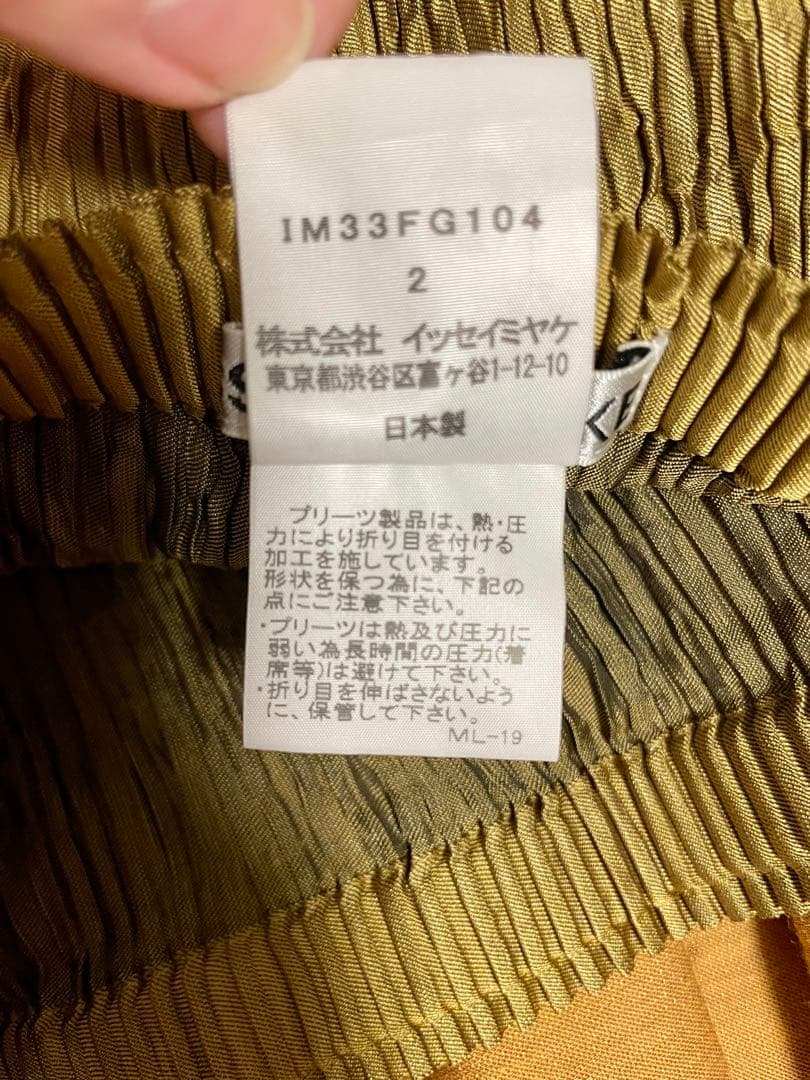 IM33FG104
2
株式会社 イッセイミヤケ
東京都渋谷区富ヶ谷1-12-10
日本製
プリーツ製品は、熱・圧
力により折り目を付ける
加工を施しています。
形状を保つ為に、下記の
点にご注意下さい。
・プリーツは熱及び圧力に
弱い為長時間の圧力(着
席等)は避けて下さい。
・折り目を伸ばさないよう
に、保管して下さい。
ML-19